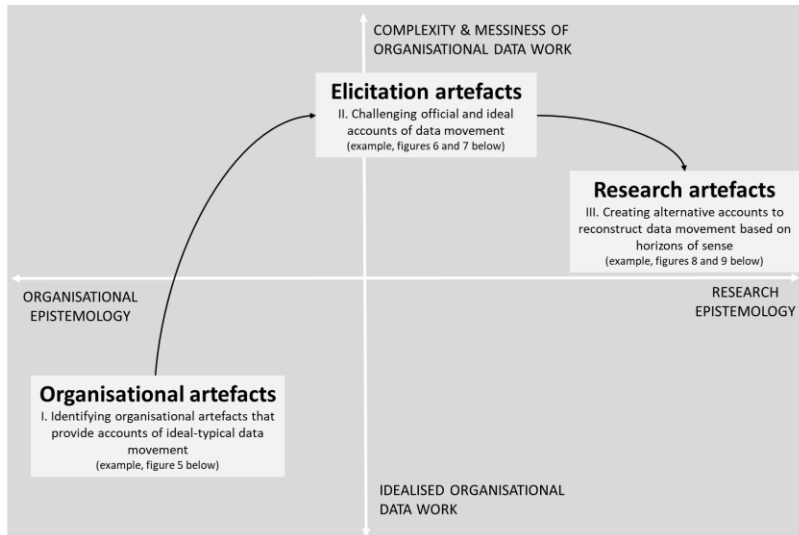 COMPLEXITY & MESSINESS OF
ORGANISATIONAL DATA WORK
Elicitation artefacts
II. Challenging official and ideal
accounts of data movement
(example, figures 6 and 7 below)
Research artefacts
III. Creating alternative accounts to
reconstruct data movement based on
horizons of sense
(example, figures 8 and 9 below)
ORGANISATIONAL
EPISTEMOLOGY
RESEARCH
EPISTEMOLOGY
Organisational artefacts
I. Identifying organisational artefacts that
provide accounts of ideal-typical data
movement
(example, figure 5 below)
IDEALISED ORGANISATIONAL
DATA WORK